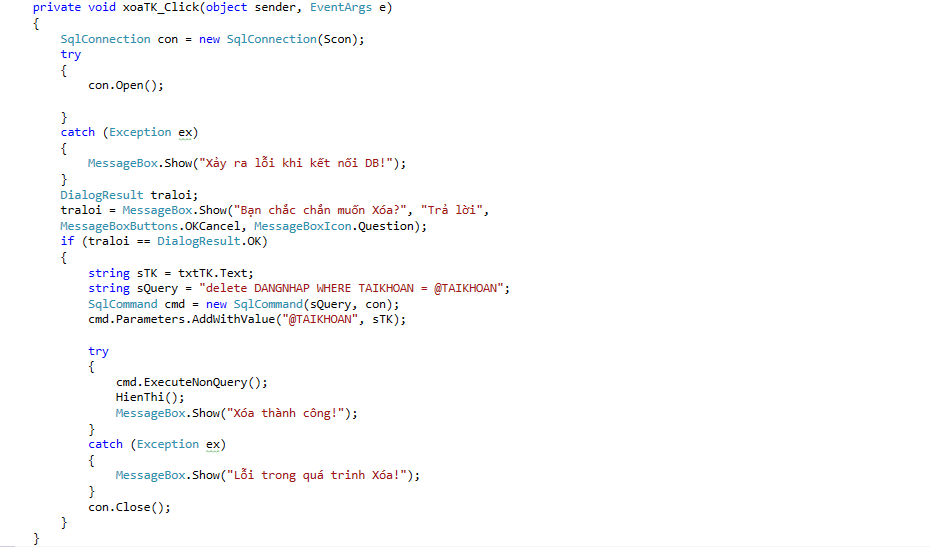 private void xoaTK_Click(object sender, EventArgs e)
{
SqlConnection con = new SqlConnection(Scon);
try
{
con.Open();
}
catch (Exception ex)
{
MessageBox.Show("Xảy ra lỗi khi kết nối DB!");
}
DialogResult traloi;
traloi = MessageBox.Show("Bạn chắc chắn muốn Xóa?", "Trả lời",
MessageBoxButtons.OKCancel, MessageBoxIcon.Question);
if (traloi == DialogResult.OK)
{
string sTK = txtTK.Text;
string sQuery = "delete DANGNHAP WHERE TAIKHOAN = @TAIKHOAN";
SqlCommand cmd = new SqlCommand(sQuery, con);
cmd.Parameters.AddWithValue("@TAIKHOAN", sTK);
try
{
cmd.ExecuteNonQuery();
HienThi();
MessageBox.Show("Xóa thành công!");
}
catch (Exception ex)
{
MessageBox.Show("Lỗi trong quá trinh Xóa!");
}
con.Close();
}
}